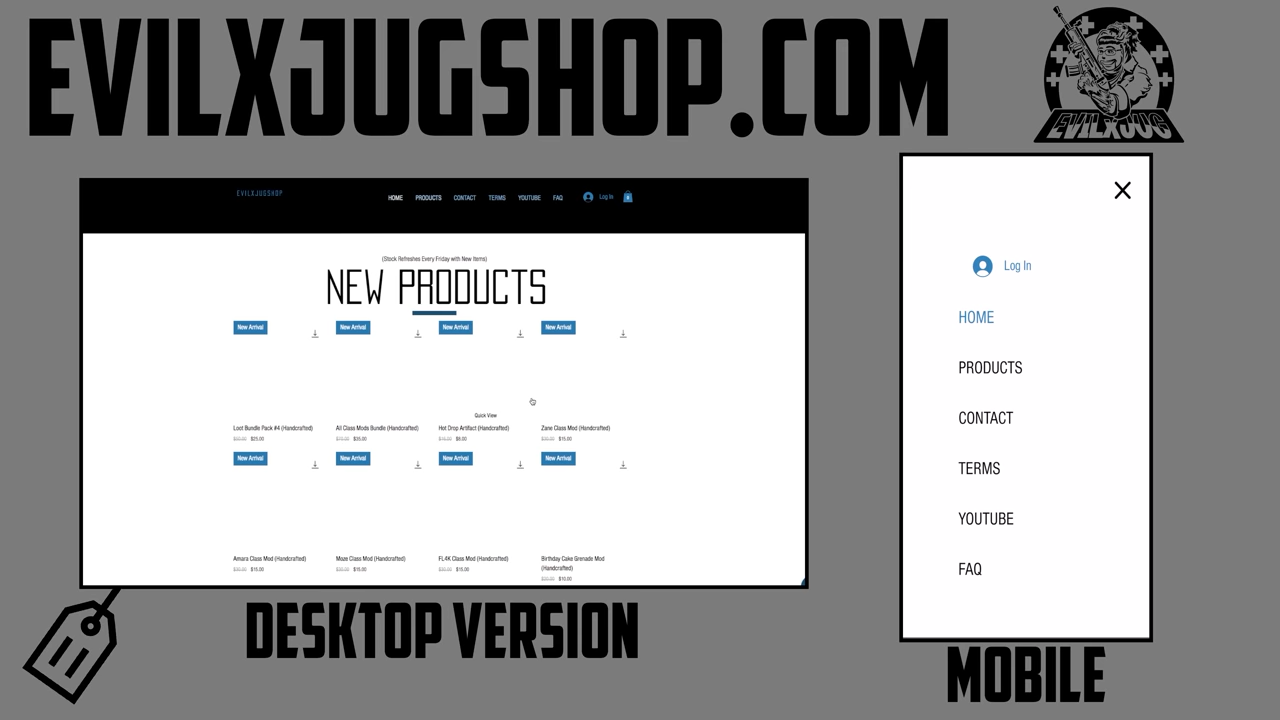 EVILXJUGSHOP.COM
EVILXJUG
EVILXJUGSHOP
HOME PRODUCTS CONTACT TERMS YOUTUBE FAQ Log In
(Stock Refreshes Every Friday with New Items)
NEW PRODUCTS
New Arrival New Arrival New Arrival New Arrival
Quick View
Loot Bundle Pack #4 (Handcrafted) All Class Mods Bundle (Handcrafted) Hot Drop Artifact (Handcrafted) Zane Class Mod (Handcrafted)
$25.00 $35.00 $8.00 $15.00
New Arrival New Arrival New Arrival New Arrival
Amara Class Mod (Handcrafted) Moze Class Mod (Handcrafted) FL4K Class Mod (Handcrafted) Birthday Cake Grenade Mod
(Handcrafted)
$15.00 $15.00 $15.00
$10.00
DESKTOP VERSION
Log In
HOME
PRODUCTS
CONTACT
TERMS
YOUTUBE
FAQ
MOBILE